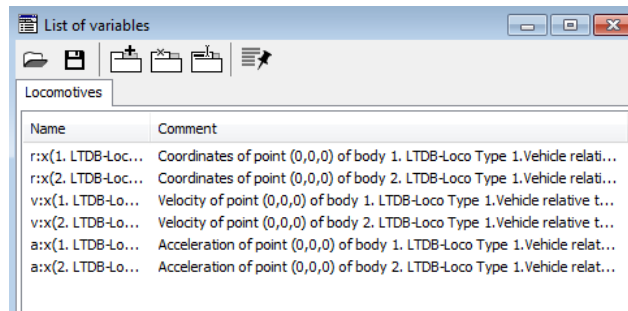 List of variables
Locomotives
Name Comment
r:x(1. LTDB-Loc... Coordinates of point (0,0,0) of body 1. LTDB-Loco Type 1.Vehicle relati...
r:x(2. LTDB-Loc... Coordinates of point (0,0,0) of body 2. LTDB-Loco Type 1.Vehicle relati...
v:x(1. LTDB-Lo... Velocity of point (0,0,0) of body 1. LTDB-Loco Type 1.Vehicle relative t...
v:x(2. LTDB-Lo... Velocity of point (0,0,0) of body 2. LTDB-Loco Type 1.Vehicle relative t...
a:x(1. LTDB-Lo... Acceleration of point (0,0,0) of body 1. LTDB-Loco Type 1.Vehicle relat...
a:x(2. LTDB-Lo... Acceleration of point (0,0,0) of body 2. LTDB-Loco Type 1.Vehicle relat...